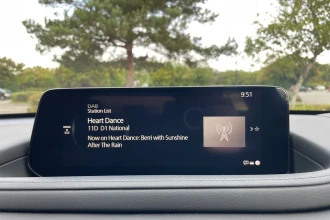 9:51
DAB
Station List
Heart Dance
11D D1 National
Now on Heart Dance: Berri with Sunshine
After The Rain